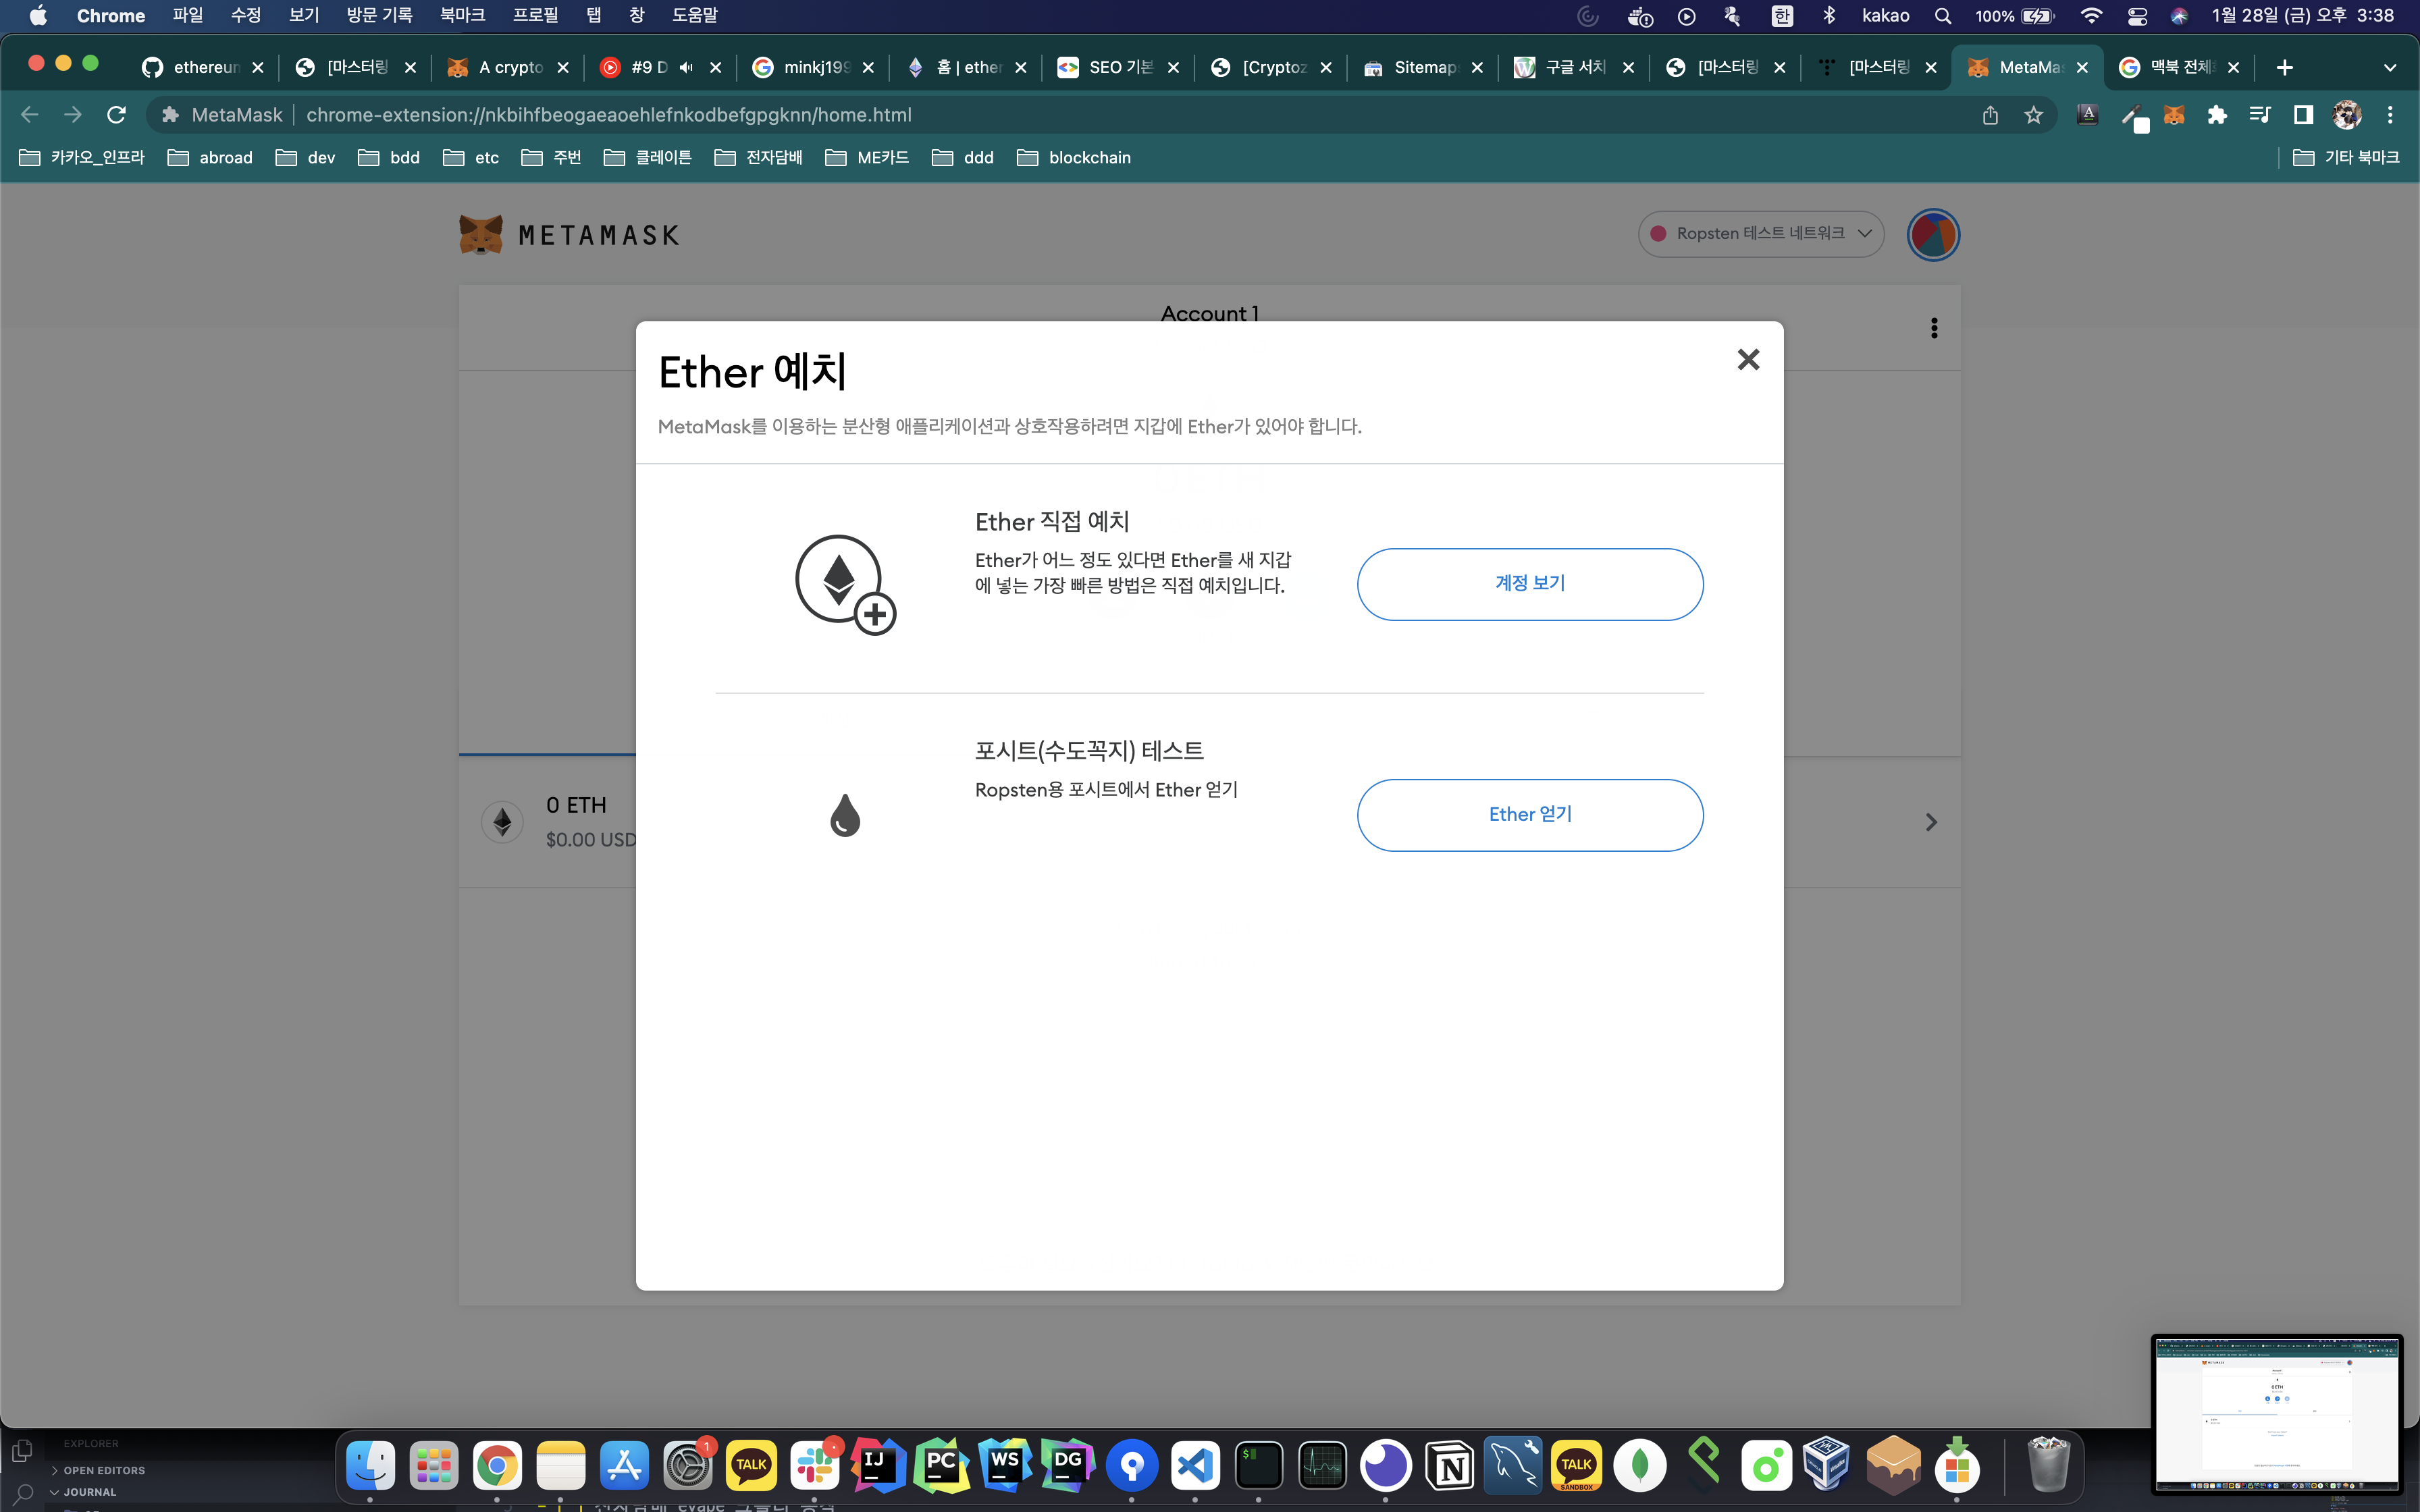 Chrome 파일 수정 보기 방문 기록 북마크 프로필 탭 창 도움말 한 kakao 100% 1월 28일 (금) 오후 3:38
ethereum [마스터링 A crypto #9 D minkj199 홈 | ether SEO 기본 [Cryptoz Sitemap 구글 서치 [마스터링 [마스터링 MetaMas 맥북 전체
MetaMask chrome-extension://nkbihfbeogaeaoehlefnkodbefgpgknn/home.html
카카오_인프라 abroad dev bdd etc 주번 클레이튼 전자담배 ME카드 ddd blockchain 기타 북마크
METAMASK Ropsten 테스트 네트워크
Account 1
Ether 예치
MetaMask를 이용하는 분산형 애플리케이션과 상호작용하려면 지갑에 Ether가 있어야 합니다.
Ether 직접 예치
Ether가 어느 정도 있다면 Ether를 새 지갑
에 넣는 가장 빠른 방법은 직접 예치입니다.
계정 보기
포시트(수도꼭지) 테스트
Ropsten용 포시트에서 Ether 얻기
Ether 얻기
0 ETH
$0.00 USD
EXPLORER
OPEN EDITORS
JOURNAL
1 TALK IJ PC WS DG $ N TALK SANDBOX